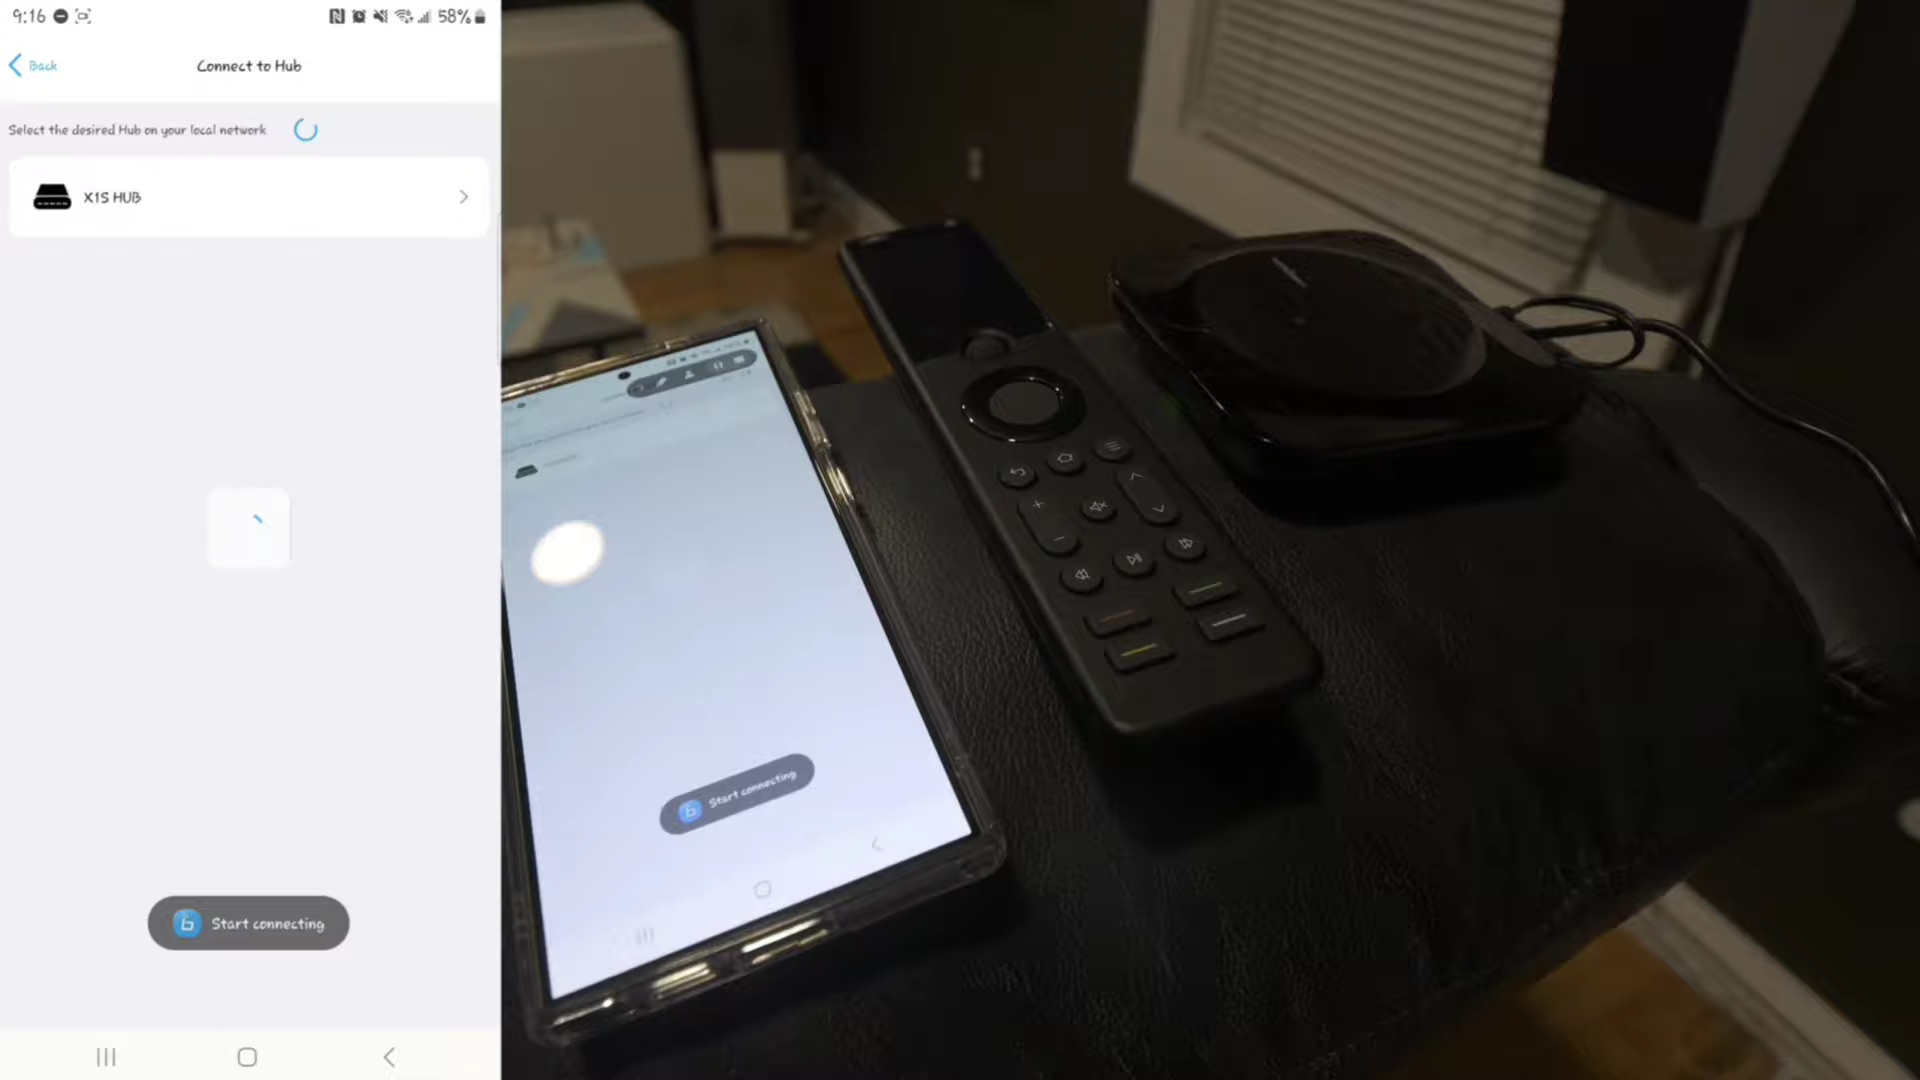 9:16
58%
Back
Connect to Hub
Select the desired Hub on your local network
X1S HUB
Start connecting
Start connecting